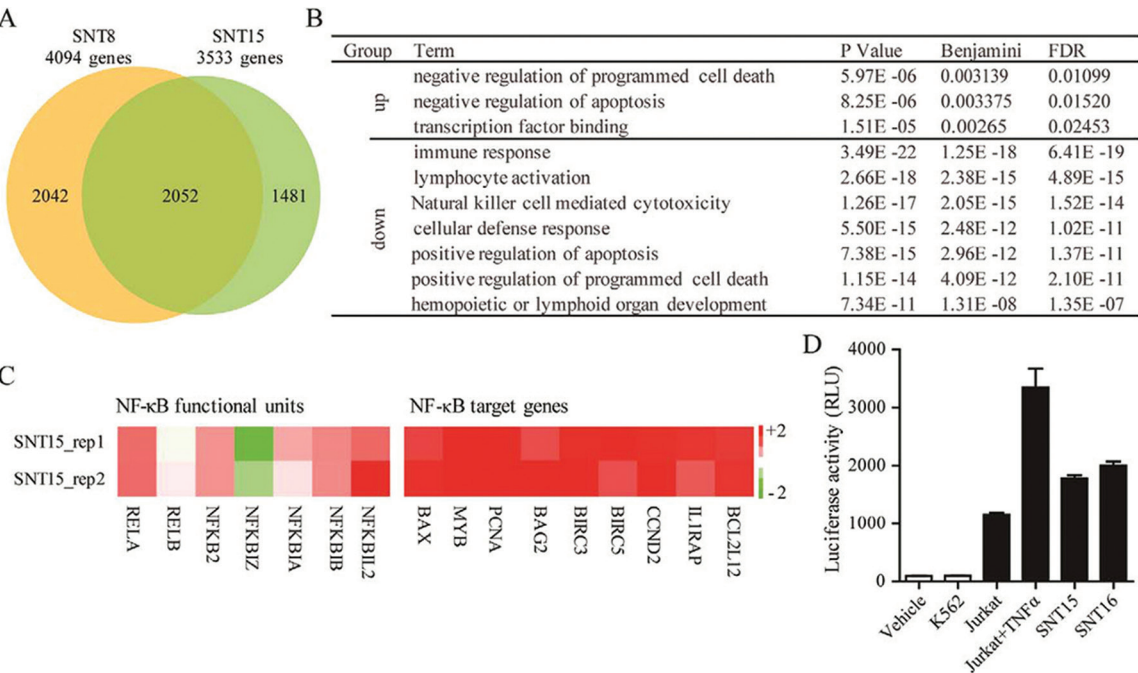 A
SNT8
4094 genes
SNT15
3533 genes
2042
2052
1481
B
Group Term P Value Benjamini FDR
up
negative regulation of programmed cell death 5.97E -06 0.003139 0.01099
negative regulation of apoptosis 8.25E -06 0.003375 0.01520
transcription factor binding 1.51E -05 0.00265 0.02453
down
immune response 3.49E -22 1.25E -18 6.41E -19
lymphocyte activation 2.66E -18 2.38E -15 4.89E -15
Natural killer cell mediated cytotoxicity 1.26E -17 2.05E -15 1.52E -14
cellular defense response 5.50E -15 2.48E -12 1.02E -11
positive regulation of apoptosis 7.38E -15 2.96E -12 1.37E -11
positive regulation of programmed cell death 1.15E -14 4.09E -12 2.10E -11
hemopoietic or lymphoid organ development 7.34E -11 1.31E -08 1.35E -07
C
NF-κB functional units
NF-κB target genes
SNT15_rep1
SNT15_rep2
+2
-2
RELA
RELB
NFKB2
NFKBIZ
NFKBIA
NFKBIB
NFKBIL2
BAX
MYB
PCNA
BAG2
BIRC3
BIRC5
CCND2
IL1RAP
BCL2L12
D
Luciferase activity (RLU)
4000
3000
2000
1000
0
Vehicle
K562
Jurkat
Jurkat+TNFα
SNT15
SNT16